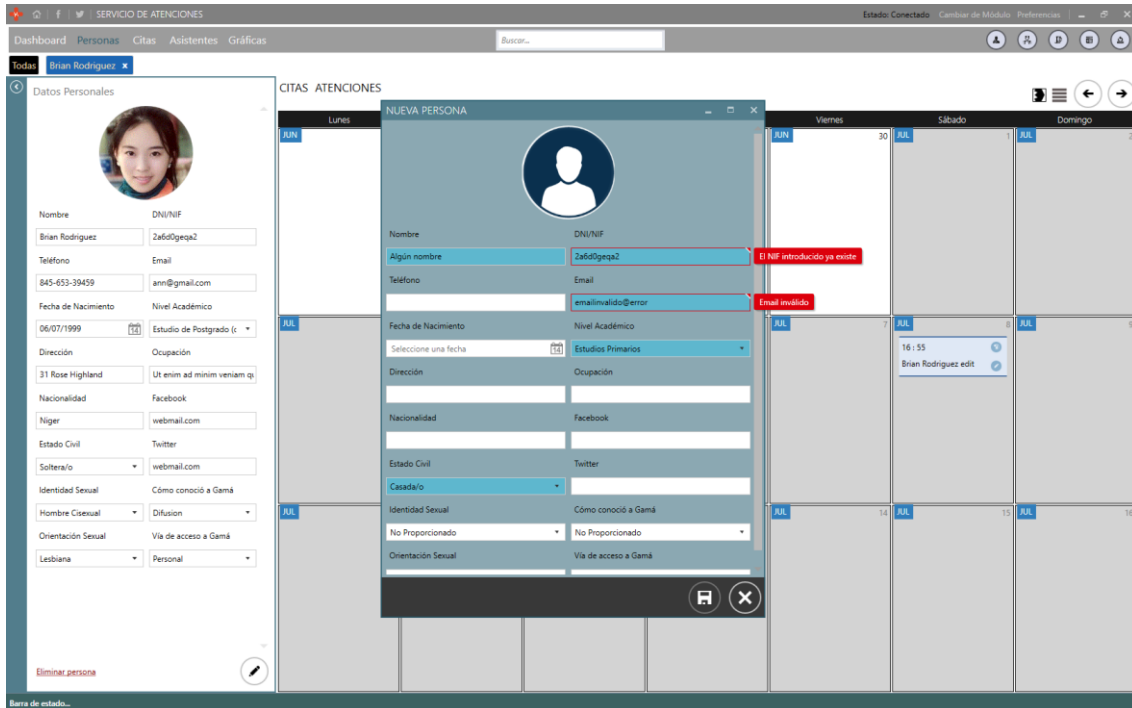 SERVICIO DE ATENCIONES
Estado: Conectado Cambiar de Módulo Preferencias
Dashboard Personas Citas Asistentes Gráficas
Buscar...
Todas Brian Rodriguez ×
Datos Personales
Nombre DNI/NIF
Brian Rodriguez 2a6d0geqa2
Teléfono Email
845-653-39459 ann@gmail.com
Fecha de Nacimiento Nivel Académico
06/07/1999 14 Estudio de Postgrado (c
Dirección Ocupación
31 Rose Highland Ut enim ad minim veniam qu
Nacionalidad Facebook
Niger webmail.com
Estado Civil Twitter
Soltera/o webmail.com
Identidad Sexual Cómo conoció a Gamá
Hombre Cisexual Difusion
Orientación Sexual Vía de acceso a Gamá
Lesbiana Personal
Eliminar persona
CITAS ATENCIONES
Lunes Viernes Sábado Domingo
JUN JUN 30 JUL 1 JUL 2
JUL JUL 7 JUL 8 JUL 9
16 : 55
Brian Rodriguez edit
JUL JUL 14 JUL 15 JUL 16
NUEVA PERSONA
Nombre DNI/NIF
Algún nombre 2a6d0geqa2 El NIF introducido ya existe
Teléfono Email
emailinvalido@error Email inválido
Fecha de Nacimiento Nivel Académico
Seleccione una fecha 14 Estudios Primarios
Dirección Ocupación
Nacionalidad Facebook
Estado Civil Twitter
Casada/o
Identidad Sexual Cómo conoció a Gamá
No Proporcionado No Proporcionado
Orientación Sexual Vía de acceso a Gamá
Barra de estado...